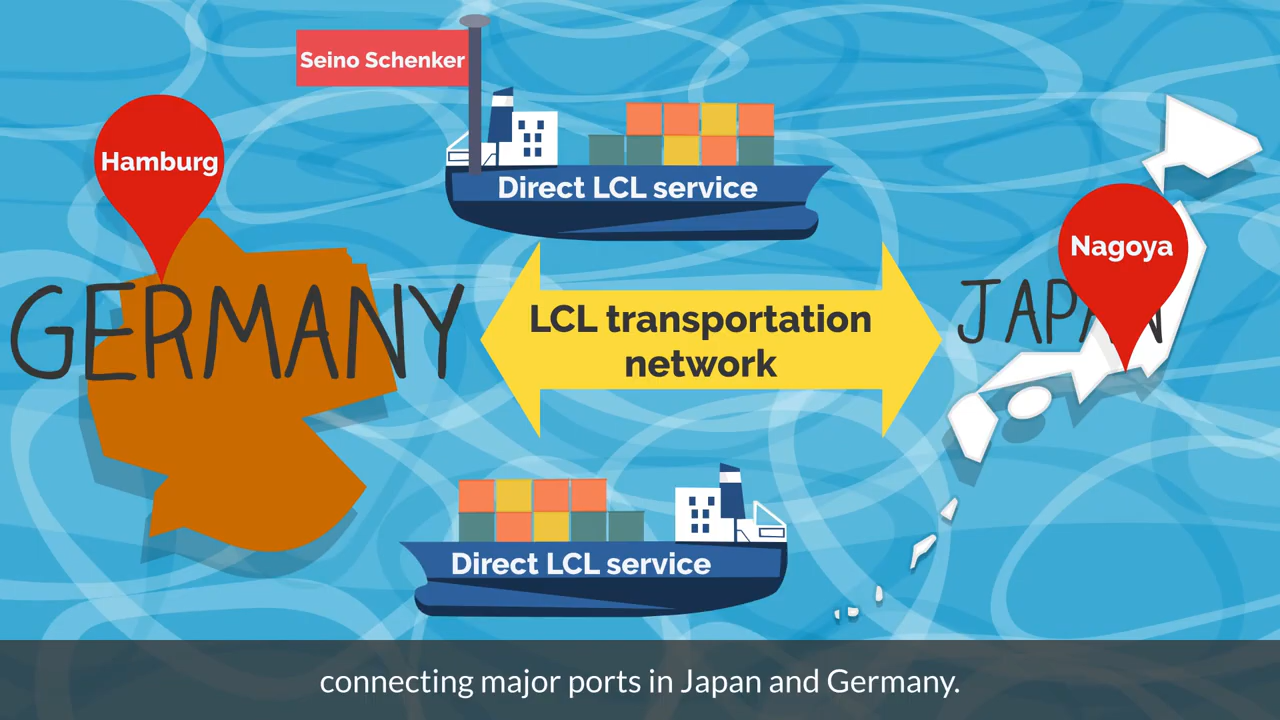 Seino Schenker
Hamburg
Direct LCL service
Nagoya
GERMANY
LCL transportation
network
JAPAN
Direct LCL service
connecting major ports in Japan and Germany.